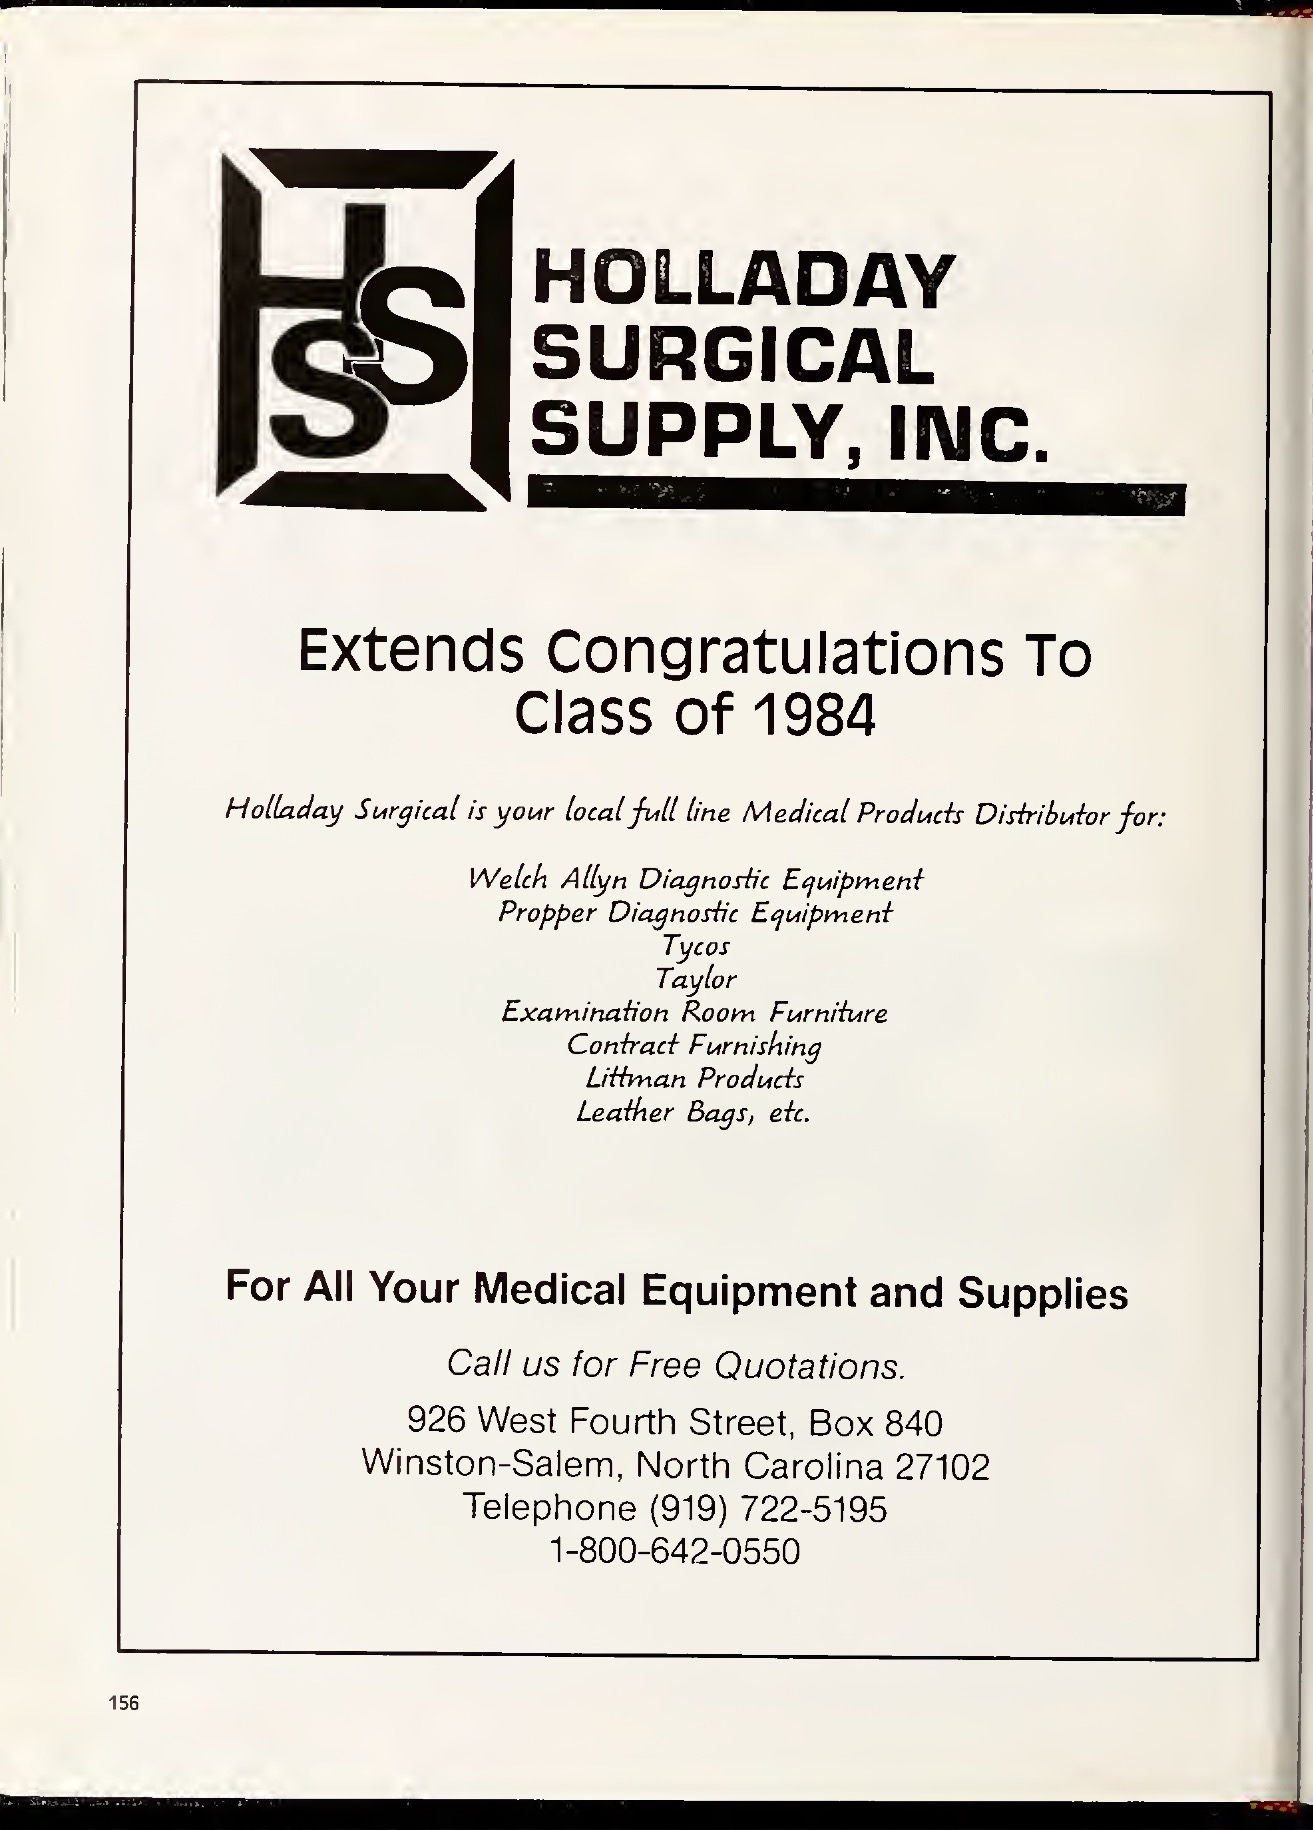 HSS
HOLLADAY
SURGICAL
SUPPLY, INC.
Extends Congratulations To
Class of 1984
Holladay Surgical is your local full line Medical Products Distributor for:
Welch Allyn Diagnostic Equipment
Propper Diagnostic Equipment
Tycos
Taylor
Examination Room Furniture
Contract Furnishing
Littman Products
Leather Bags, etc.
For All Your Medical Equipment and Supplies
Call us for Free Quotations.
926 West Fourth Street, Box 840
Winston-Salem, North Carolina 27102
Telephone (919) 722-5195
1-800-642-0550
156